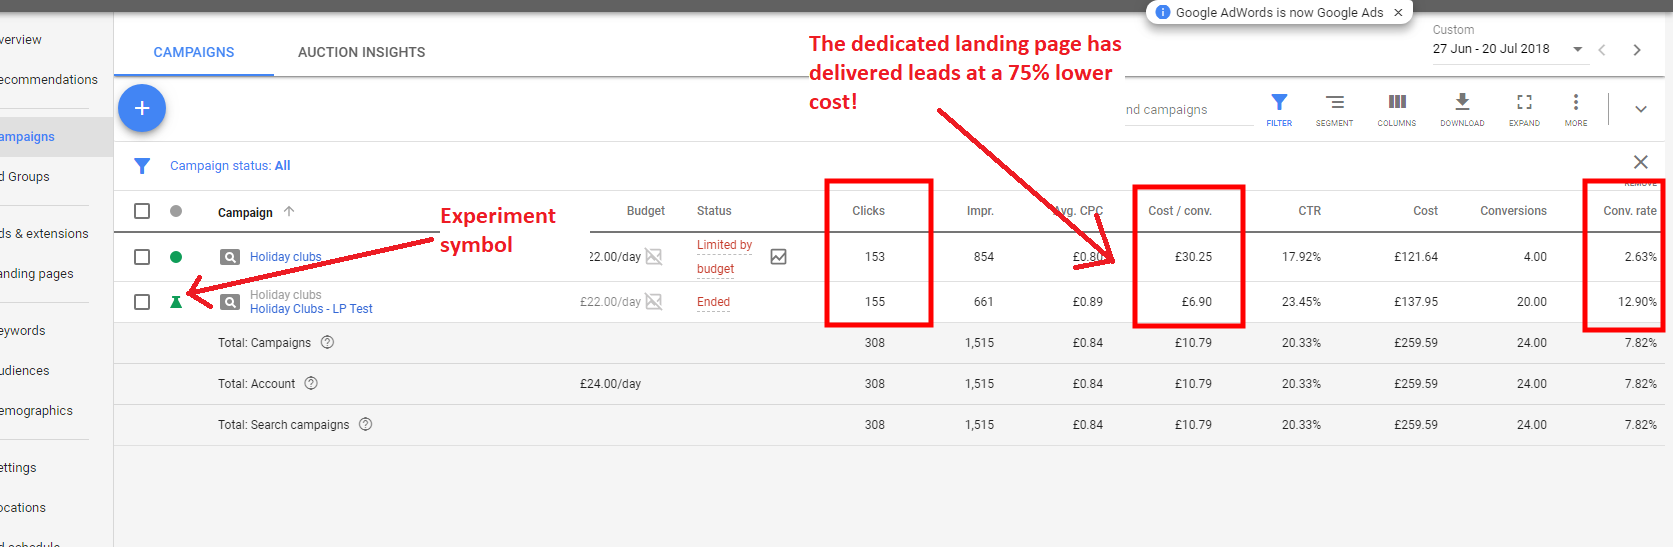 Google AdWords is now Google Ads
verview
CAMPAIGNS
AUCTION INSIGHTS
The dedicated landing page has
delivered leads at a 75% lower
cost!
Custom
27 Jun - 20 Jul 2018
ecommendations
nd campaigns
FILTER
SEGMENT
COLUMNS
DOWNLOAD
EXPAND
MORE
ampaigns
Campaign status: All
REMOVE
d Groups
Experiment
symbol
Campaign Budget Status Clicks Impr. Avg. CPC Cost / conv. CTR Cost Conversions Conv. rate
ds & extensions
Holiday clubs 22.00/day Limited by budget 153 854 £0.80 £30.25 17.92% £121.64 4.00 2.63%
anding pages
Holiday clubs
Holiday Clubs - LP Test £22.00/day Ended 155 661 £0.89 £6.90 23.45% £137.95 20.00 12.90%
eywords
Total: Campaigns 308 1,515 £0.84 £10.79 20.33% £259.59 24.00 7.82%
udiences
Total: Account £24.00/day 308 1,515 £0.84 £10.79 20.33% £259.59 24.00 7.82%
emographics
Total: Search campaigns 308 1,515 £0.84 £10.79 20.33% £259.59 24.00 7.82%
ettings
ocations
d schedule